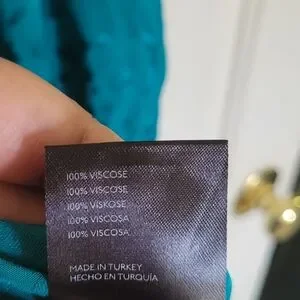 100% VISCOSE
100% VISCOSE
100% VISKOSE
100% VISCOSA
100% VISCOSA
MADE IN TURKEY
HECHO EN TURQUÍA